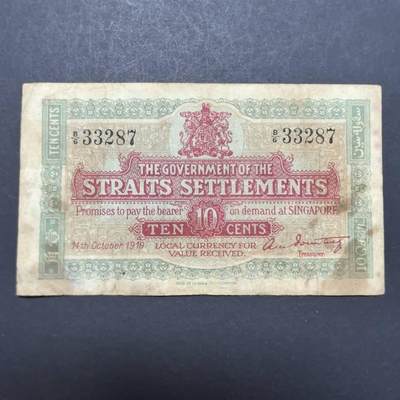 B/6 33287 B/6 33287
THE GOVERNMENT OF THE
STRAITS SETTLEMENTS
Promises to pay the bearer 10 on demand at SINGAPORE
TEN CENTS
14th October 1919 LOCAL CURRENCY FOR
VALUE RECEIVED.
Treasurer.
TEN CENTS